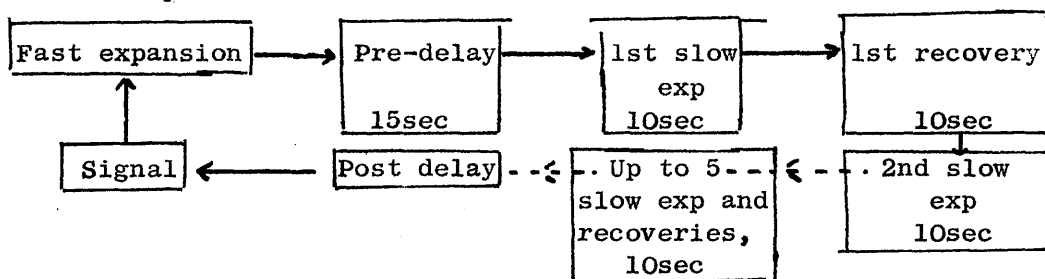 Fast expansion
Pre-delay
15sec
1st slow
exp
10sec
1st recovery
10sec
2nd slow
exp
10sec
Up to 5
slow exp and
recoveries,
10sec
Post delay
Signal